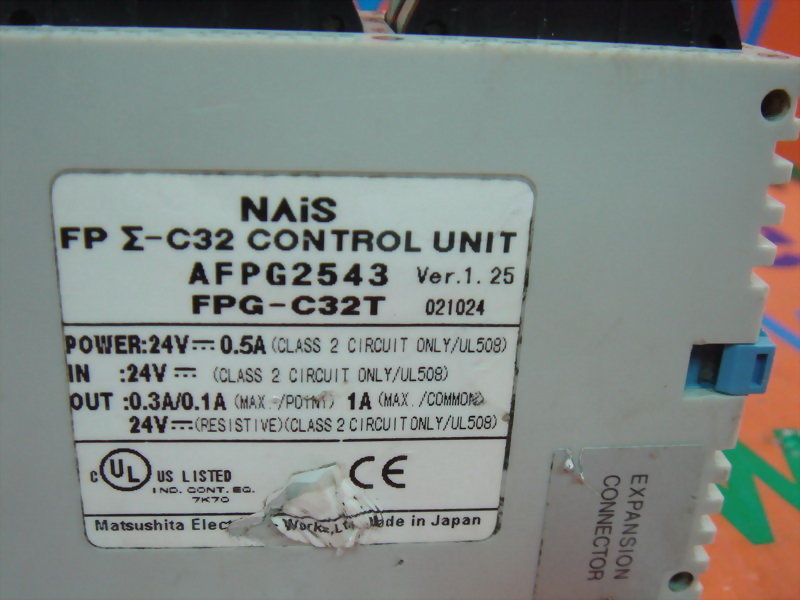 NAiS
FP Σ-C32 CONTROL UNIT
AFPG2543 Ver.1.25
FPG-C32T 021024
POWER:24V⎓0.5A(CLASS 2 CIRCUIT ONLY/UL508)
IN :24V⎓ (CLASS 2 CIRCUIT ONLY/UL508)
OUT :0.3A/0.1A (MAX./POINT) 1A (MAX./COMMON)
24V⎓(RESISTIVE)(CLASS 2 CIRCUIT ONLY/UL508)
c UL US LISTED CE
IND. CONT. EQ.
7K70
Matsushita Works,Ltd. Made in Japan
EXPANSION
CONNECTOR